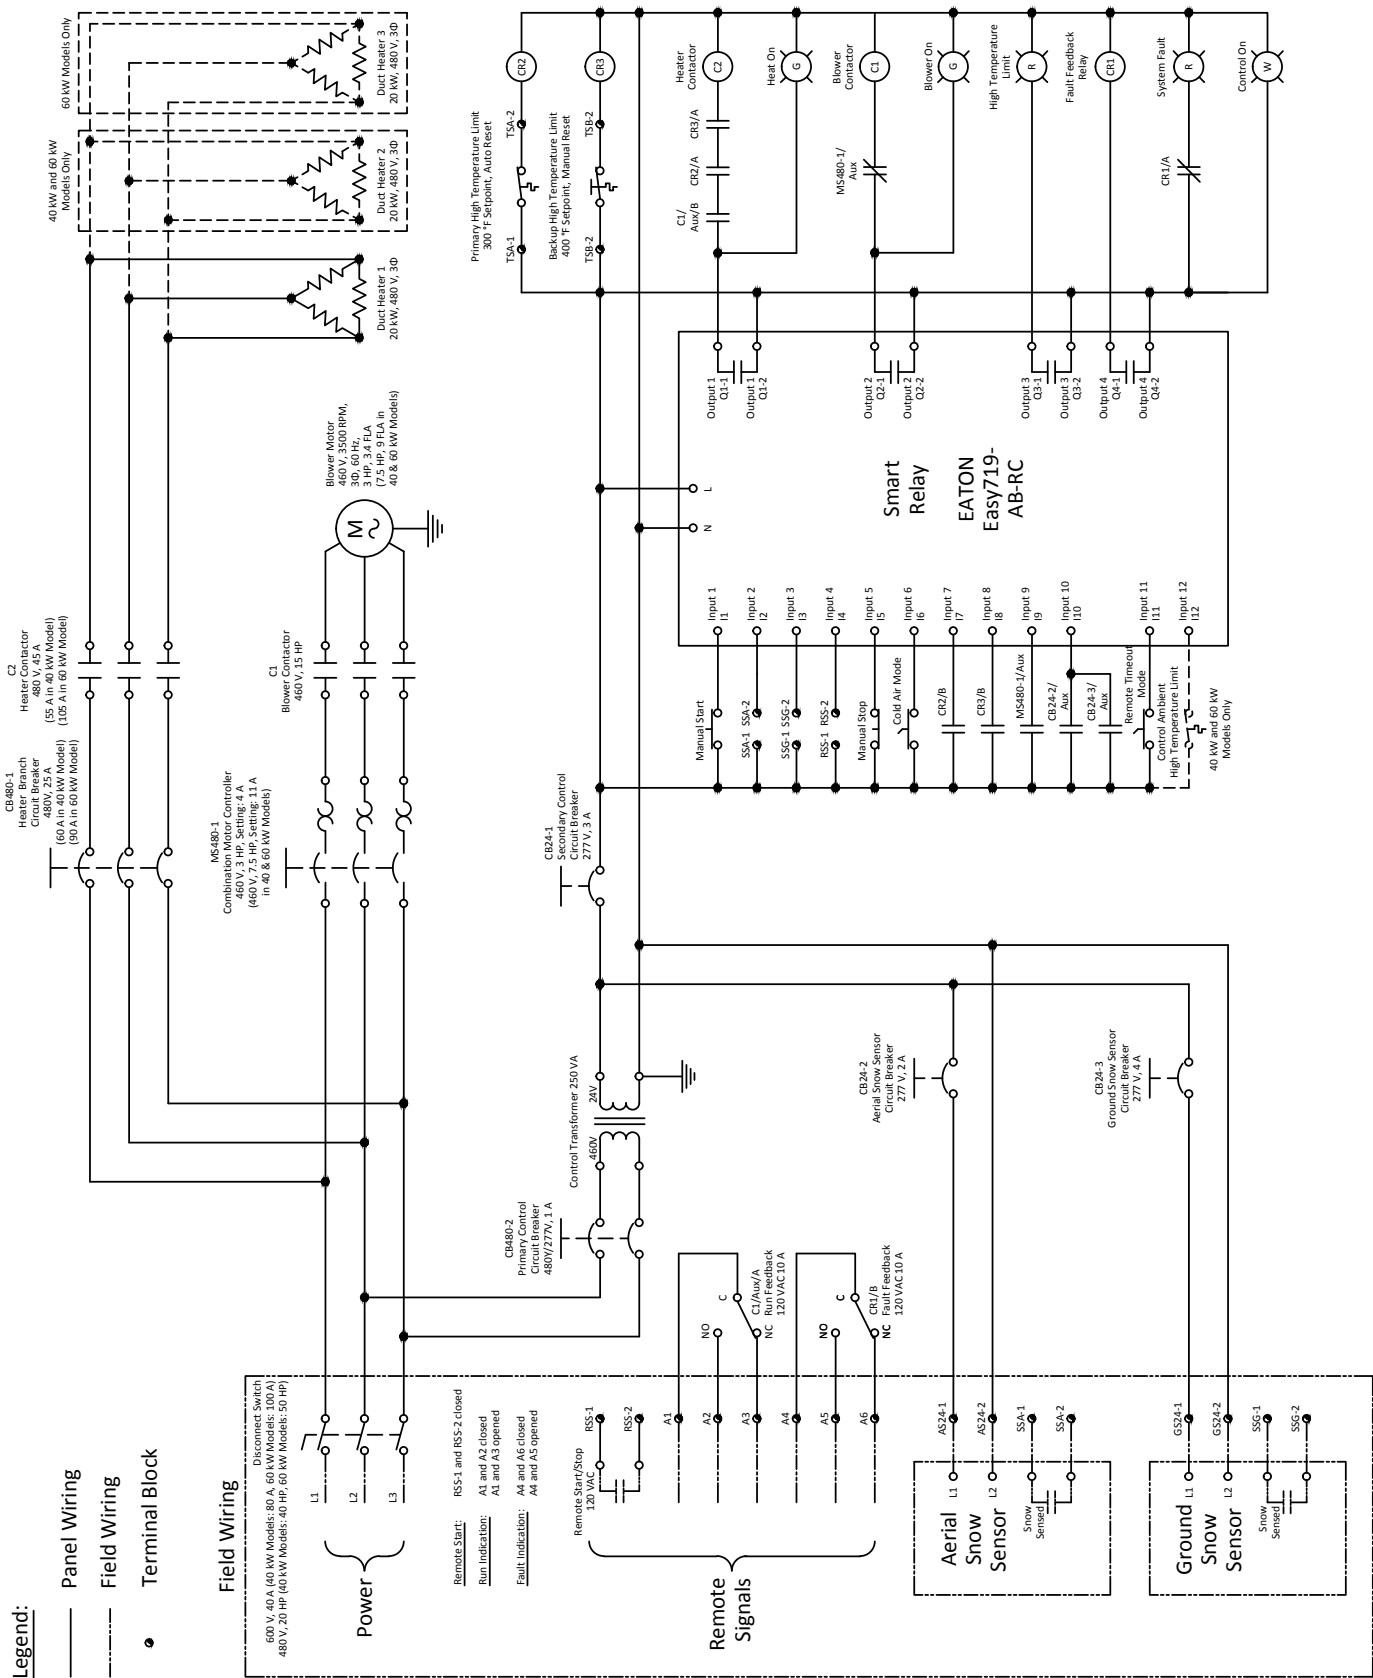 Legend:
Panel Wiring
Field Wiring
Terminal Block
Field Wiring
Disconnect Switch
600 V, 40 A (40 kW Models: 80 A, 60 kW Models: 100 A)
480 V, 20 HP (40 kW Models: 40 HP, 60 kW Models: 50 HP)
L1
L2
L3
Power
Remote Start:
RSS-1 and RSS-2 closed
Run Indication:
A1 and A2 closed
A1 and A3 opened
Fault Indication:
A4 and A6 closed
A4 and A5 opened
Remote Start/Stop
120 VAC
RSS-1
RSS-2
A1
A2
A3
A4
A5
A6
Remote
Signals
NO
C
NC
C1/Aux/A
Run Feedback
120 VAC 10 A
NO
C
NC
CR1/B
Fault Feedback
120 VAC 10 A
Aerial
Snow
Sensor
L1
L2
Snow
Sensed
AS24-1
AS24-2
SSA-1
SSA-2
Ground
Snow
Sensor
L1
L2
Snow
Sensed
GS24-1
GS24-2
SSG-1
SSG-2
CB480-2
Primary Control
Circuit Breaker
480Y/277V, 1 A
Control Transformer 250 VA
460V
24V
CB24-2
Aerial Snow Sensor
Circuit Breaker
277 V, 2 A
CB24-3
Ground Snow Sensor
Circuit Breaker
277 V, 4 A
CB24-1
Secondary Control
Circuit Breaker
277 V, 3 A
CB480-1
Heater Branch
Circuit Breaker
480V, 25 A
(60 A in 40 kW Model)
(90 A in 60 kW Model)
C2
Heater Contactor
480 V, 45 A
(55 A in 40 kW Model)
(105 A in 60 kW Model)
MS480-1
Combination Motor Controller
460 V, 3 HP, Setting: 4 A
(460 V, 7.5 HP, Setting: 11 A
in 40 & 60 kW Models)
C1
Blower Contactor
460 V, 15 HP
M
Blower Motor
460 V, 3500 RPM,
3Φ, 60 Hz,
3 HP, 3.4 FLA
(7.5 HP, 9 FLA in
40 & 60 kW Models)
Duct Heater 1
20 kW, 480 V, 3Φ
40 kW and 60 kW
Models Only
Duct Heater 2
20 kW, 480 V, 3Φ
60 kW Models Only
Duct Heater 3
20 kW, 480 V, 3Φ
Manual Start
SSA-1
SSA-2
SSG-1
SSG-2
RSS-1
RSS-2
Manual Stop
Cold Air Mode
CR2/B
CR3/B
MS480-1/Aux
CB24-2/
Aux
CB24-3/
Aux
Remote Timeout
Mode
Control Ambient
High Temperature Limit
40 kW and 60 kW
Models Only
Input 1
I1
Input 2
I2
Input 3
I3
Input 4
I4
Input 5
I5
Input 6
I6
Input 7
I7
Input 8
I8
Input 9
I9
Input 10
I10
Input 11
I11
Input 12
I12
N
L
Smart
Relay
EATON
Easy719-
AB-RC
Output 1
Q1-1
Output 1
Q1-2
Output 2
Q2-1
Output 2
Q2-2
Output 3
Q3-1
Output 3
Q3-2
Output 4
Q4-1
Output 4
Q4-2
Primary High Temperature Limit
300 °F Setpoint, Auto Reset
TSA-1
TSA-2
CR2
Backup High Temperature Limit
400 °F Setpoint, Manual Reset
TSB-2
TSB-2
CR3
C1/
Aux/B
CR2/A
CR3/A
Heater
Contactor
C2
Heat On
G
MS480-1/
Aux
Blower
Contactor
C1
Blower On
G
High Temperature
Limit
R
Fault Feedback
Relay
CR1
CR1/A
System Fault
R
Control On
W